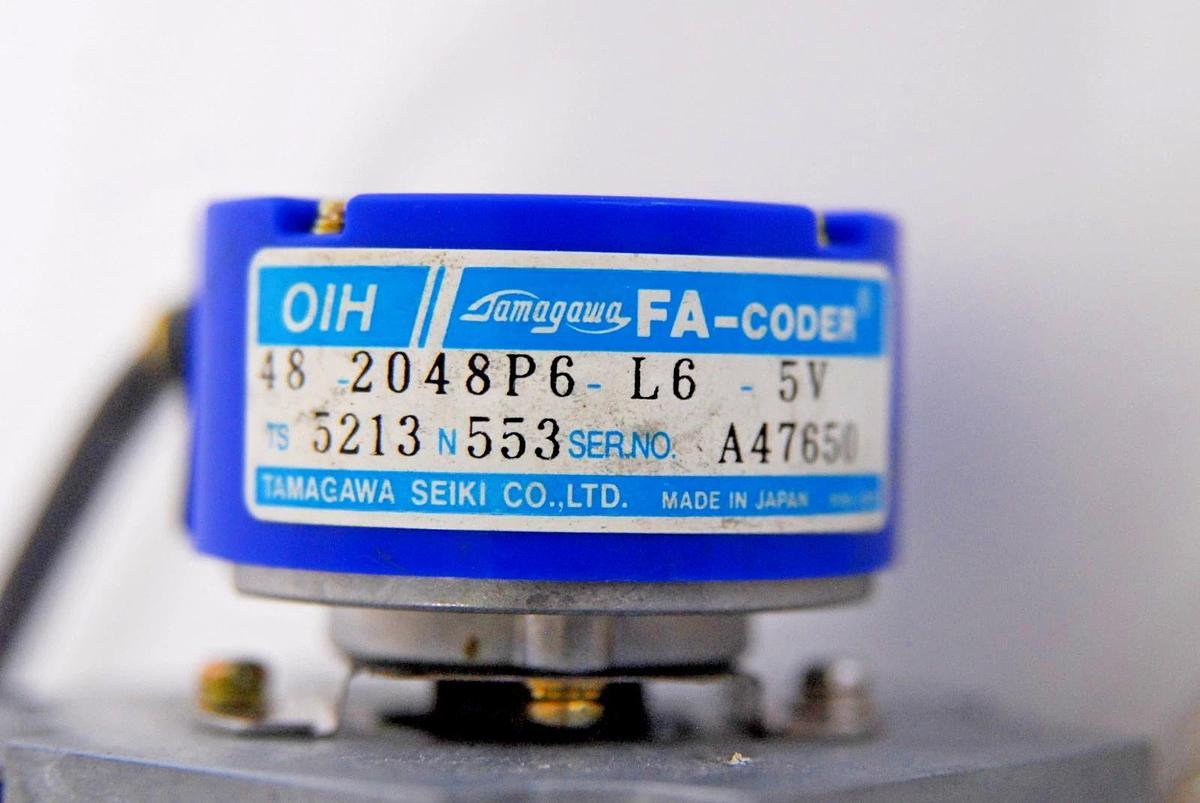 OIH Tamagawa FA-CODER®
48 - 2048P6 - L6 - 5V
TS 5213 N 553 SER.NO. A47650
TAMAGAWA SEIKI CO.,LTD. MADE IN JAPAN